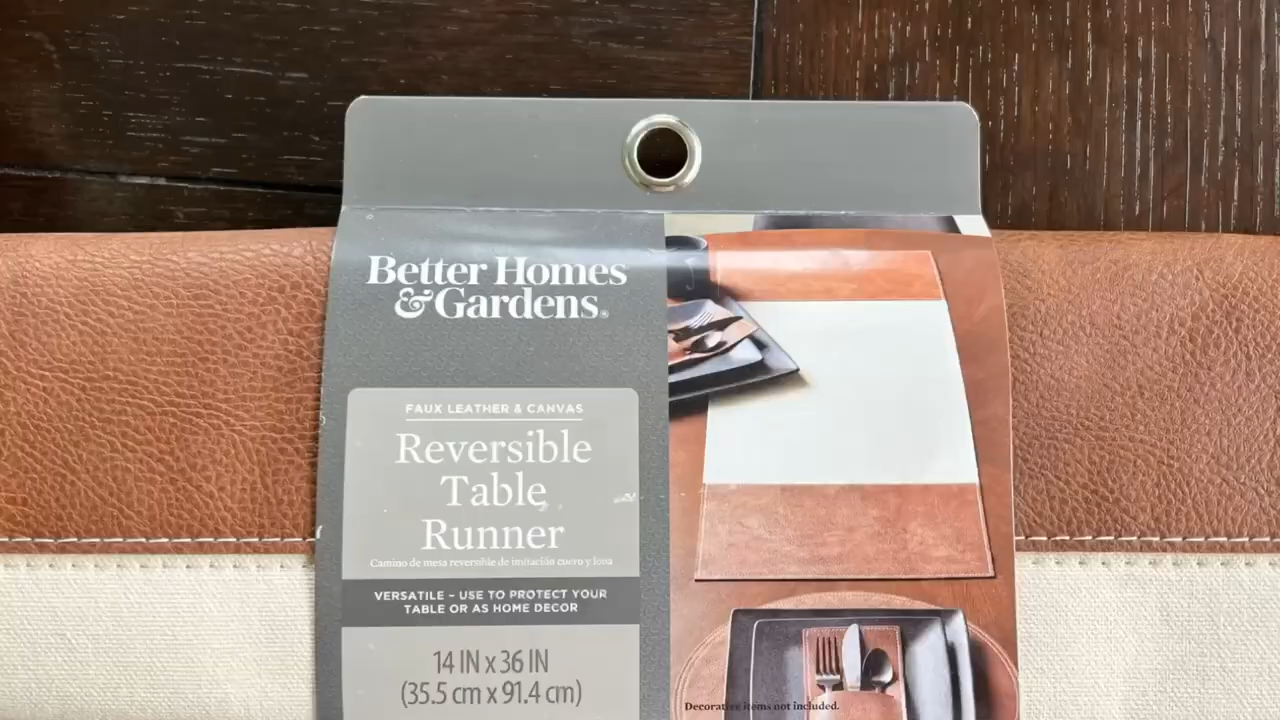 Better Homes
& Gardens®
FAUX LEATHER & CANVAS
Reversible
Table
Runner
Camino de mesa reversible de imitación cuero y lona
VERSATILE – USE TO PROTECT YOUR
TABLE OR AS HOME DECOR
14 IN x 36 IN
(35.5 cm x 91.4 cm)
Decorative items not included.